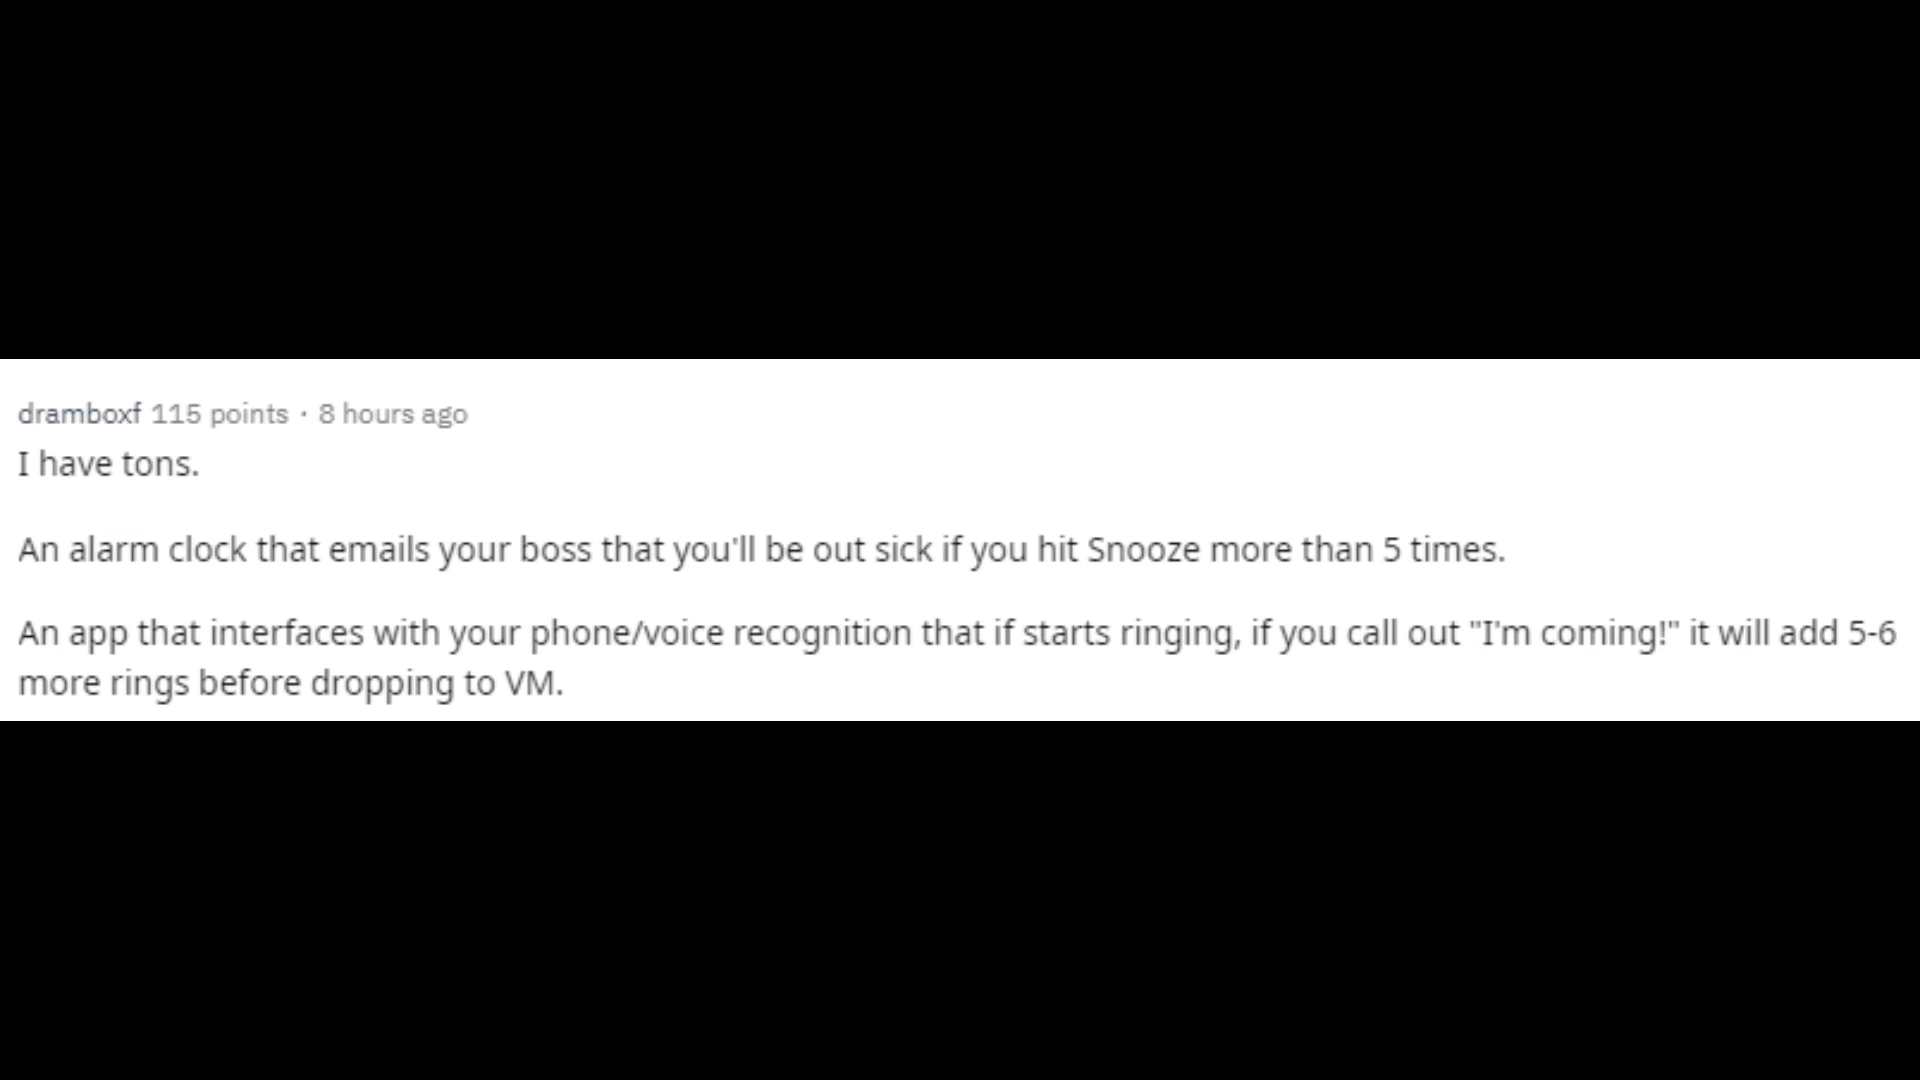 dramboxf 115 points · 8 hours ago
I have tons.
An alarm clock that emails your boss that you'll be out sick if you hit Snooze more than 5 times.
An app that interfaces with your phone/voice recognition that if starts ringing, if you call out "I'm coming!" it will add 5-6
more rings before dropping to VM.